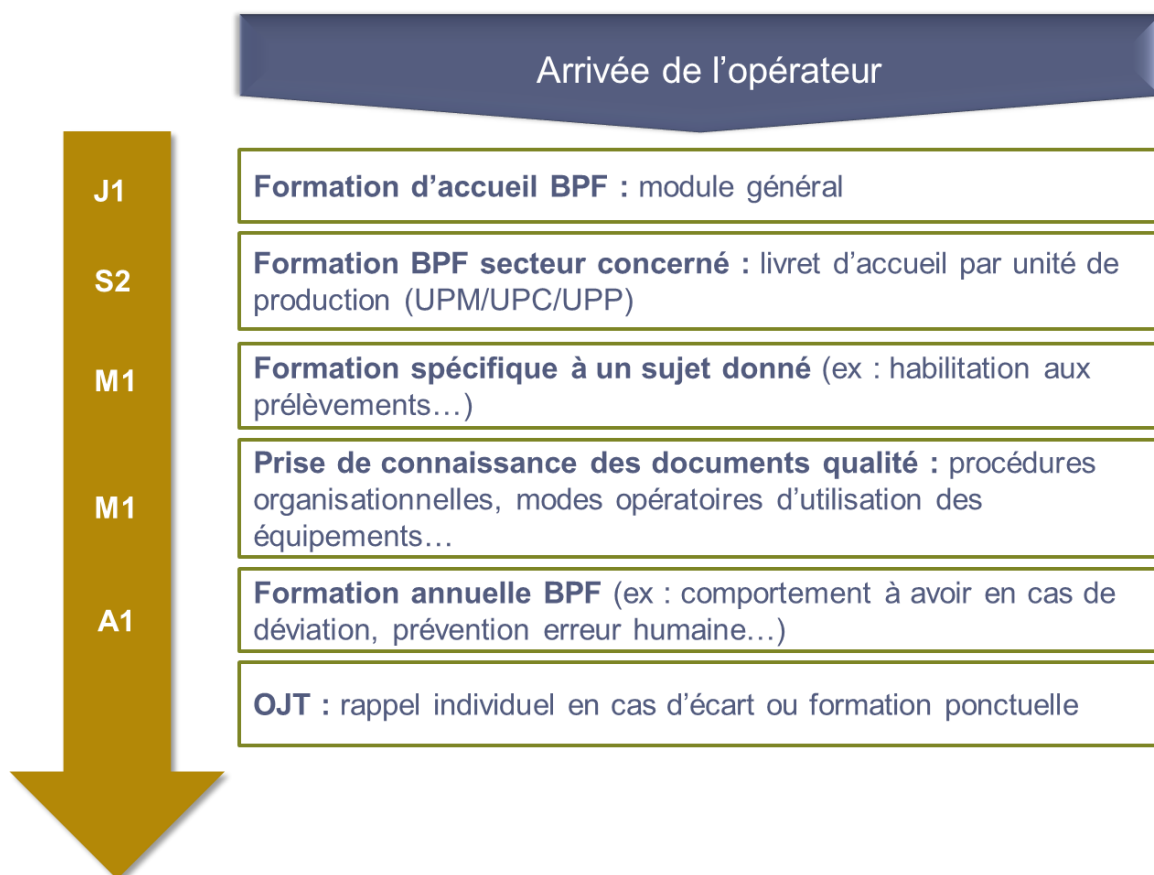 Arrivée de l’opérateur
J1
Formation d’accueil BPF : module général
S2
Formation BPF secteur concerné : livret d’accueil par unité de
production (UPM/UPC/UPP)
M1
Formation spécifique à un sujet donné (ex : habilitation aux
prélèvements…)
M1
Prise de connaissance des documents qualité : procédures
organisationnelles, modes opératoires d’utilisation des
équipements…
A1
Formation annuelle BPF (ex : comportement à avoir en cas de
déviation, prévention erreur humaine…)
OJT : rappel individuel en cas d’écart ou formation ponctuelle